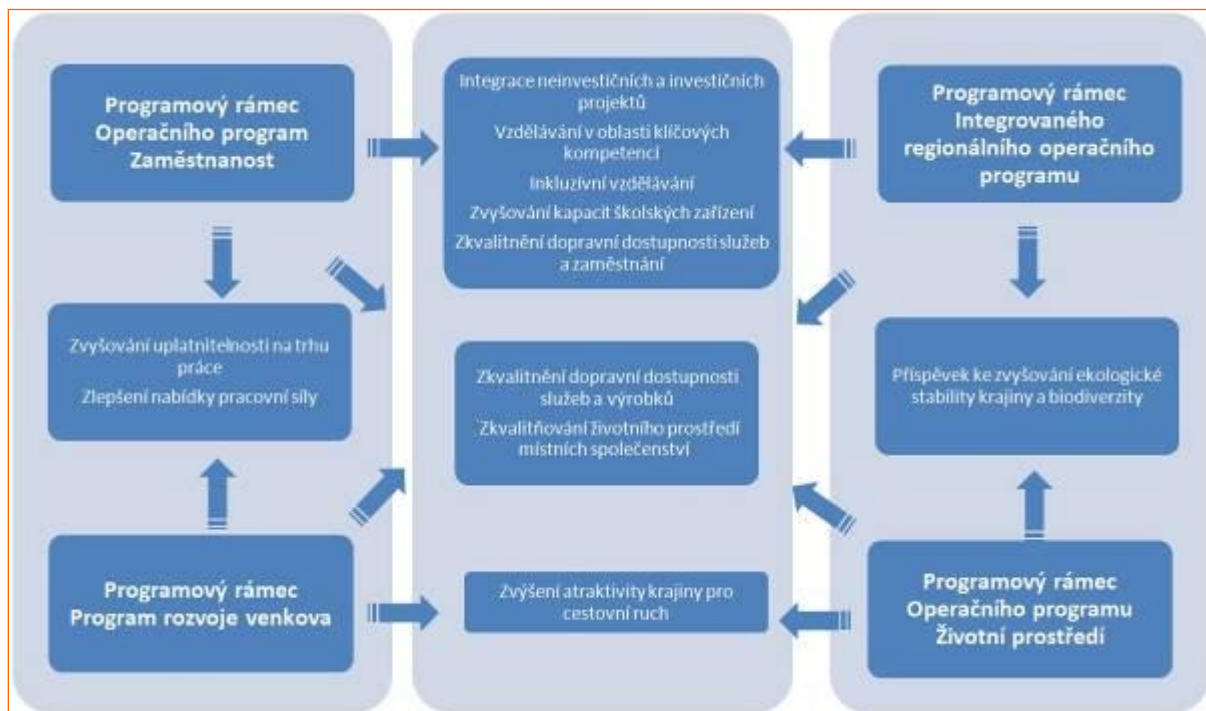 Programový rámec
Operačního program
Zaměstnanost
Zvyšování uplatnitelnosti na trhu
práce
Zlepšení nabídky pracovní síly
Programový rámec
Program rozvoje venkova
Integrace neinvestičních a investičních
projektů
Vzdělávání v oblasti klíčových
kompetencí
Inkluzívní vzdělávání
Zvyšování kapacit školských zařízení
Zkvalitnění dopravní dostupnosti služeb
a zaměstnání
Zkvalitnění dopravní dostupnosti
služeb a výrobků
Zkvalitňování životního prostředí
místních společenství
Zvýšení atraktivity krajiny pro
cestovní ruch
Programový rámec
Integrovaného
regionálního operačního
programu
Příspěvek ke zvyšování ekologické
stability krajiny a biodiverzity
Programový rámec
Operačního programu
Životní prostředí